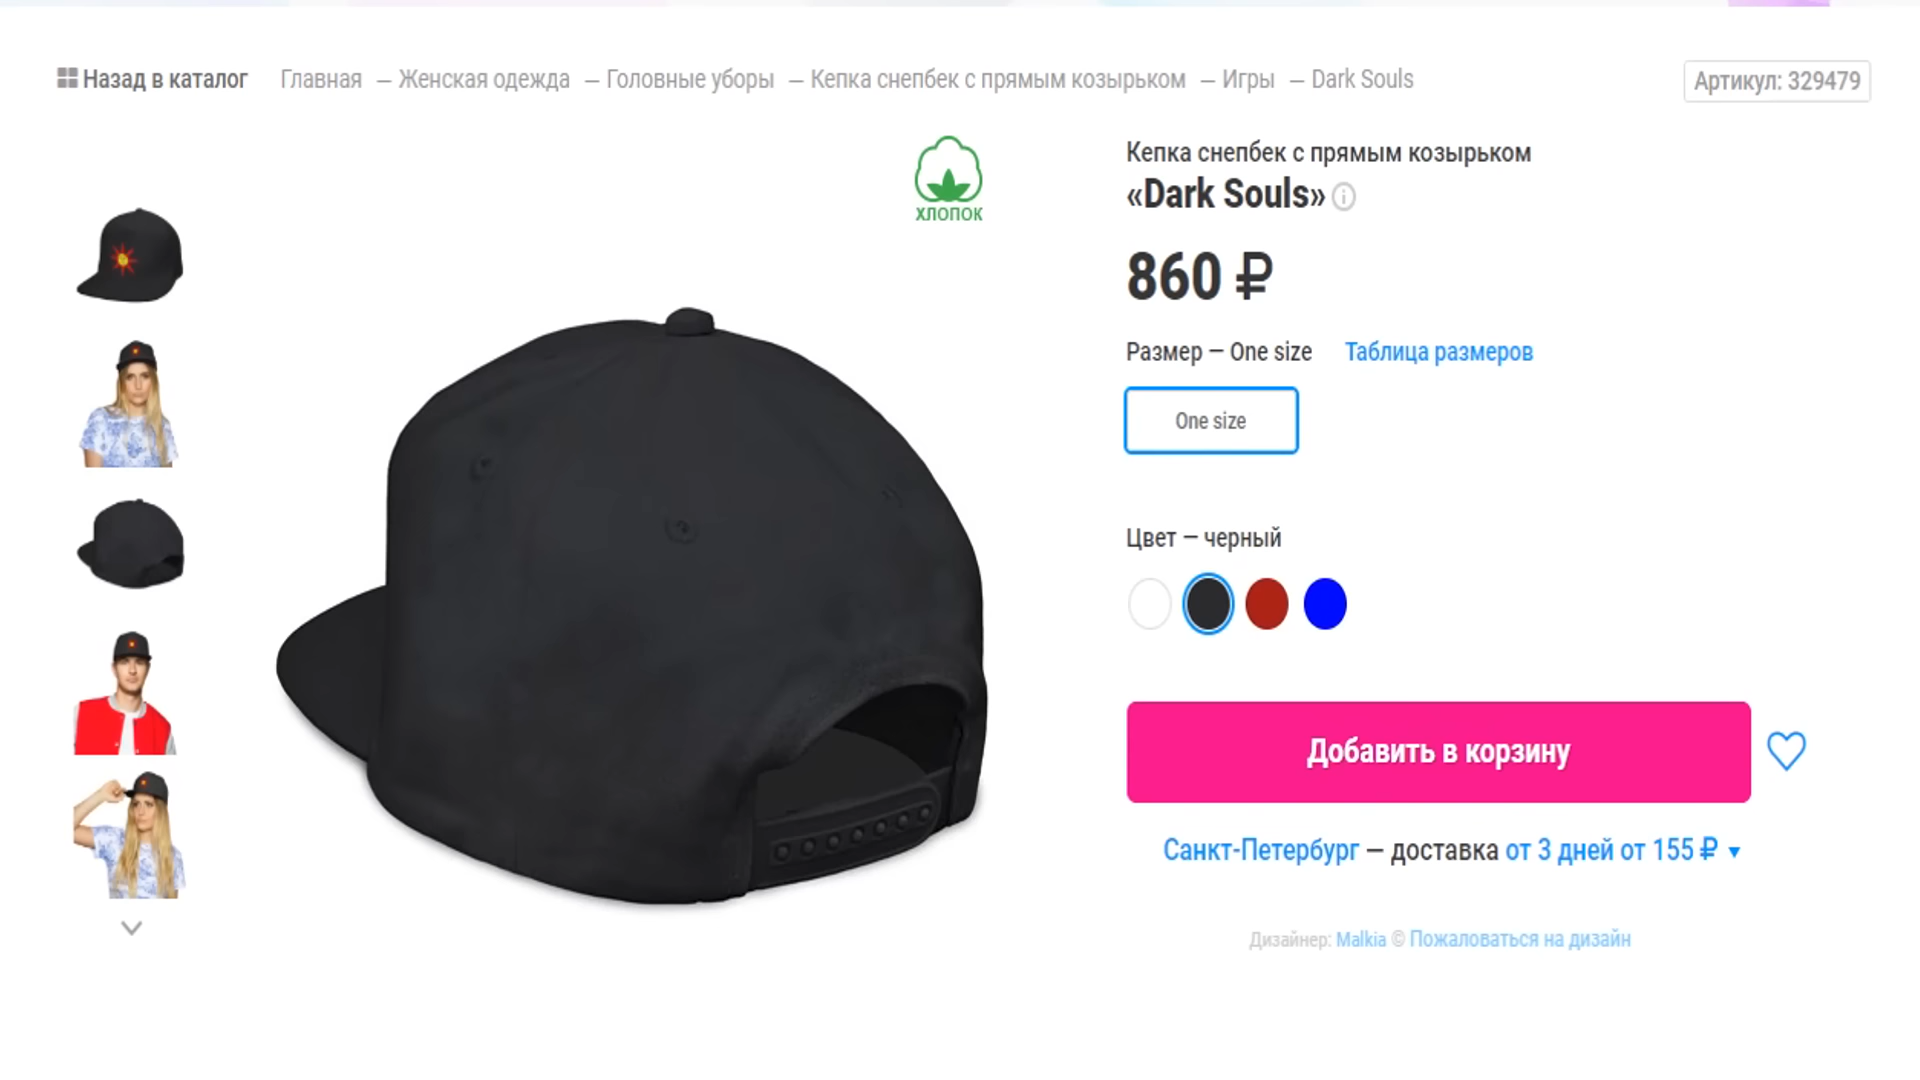 Назад в каталог Главная — Женская одежда — Головные уборы — Кепка снепбек с прямым козырьком — Игры — Dark Souls
Артикул: 329479
ХЛОПОК
Кепка снепбек с прямым козырьком
«Dark Souls»
860 ₽
Размер — One size Таблица размеров
One size
Цвет — черный
Добавить в корзину
Санкт-Петербург — доставка от 3 дней от 155 ₽
Дизайнер: Malkia © Пожаловаться на дизайн